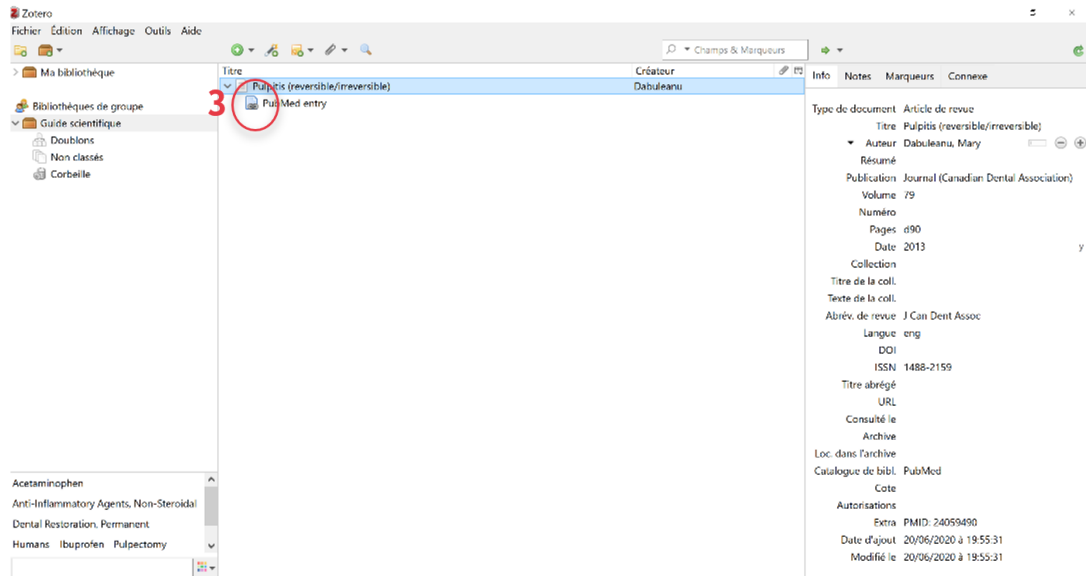 Zotero
Fichier Édition Affichage Outils Aide
Champs & Marqueurs
Ma bibliothèque
Bibliothèques de groupe
Guide scientifique
Doublons
Non classés
Corbeille
Acetaminophen
Anti-Inflammatory Agents, Non-Steroidal
Dental Restoration, Permanent
Humans Ibuprofen Pulpectomy
Titre Créateur
Pulpitis (reversible/irreversible) Dabuleanu
3
PubMed entry
Info Notes Marqueurs Connexe
Type de document Article de revue
Titre Pulpitis (reversible/irreversible)
Auteur Dabuleanu, Mary
Résumé
Publication Journal (Canadian Dental Association)
Volume 79
Numéro
Pages d90
Date 2013 y
Collection
Titre de la coll.
Texte de la coll.
Abrév. de revue J Can Dent Assoc
Langue eng
DOI
ISSN 1488-2159
Titre abrégé
URL
Consulté le
Archive
Loc. dans l'archive
Catalogue de bibl. PubMed
Cote
Autorisations
Extra PMID: 24059490
Date d'ajout 20/06/2020 à 19:55:31
Modifié le 20/06/2020 à 19:55:31